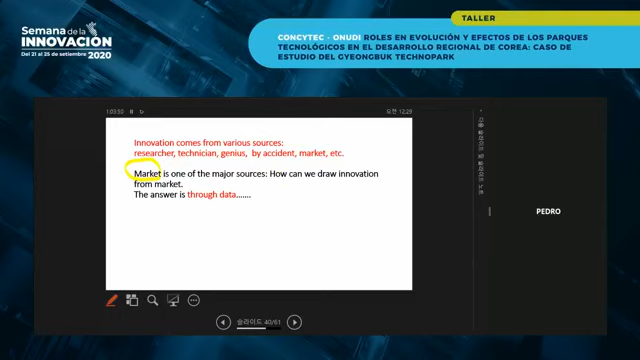 Semana de la
INNOVACIÓN
Del 21 al 25 de setiembre 2020
TALLER
CONCYTEC - ONUDI ROLES EN EVOLUCIÓN Y EFECTOS DE LOS PARQUES
TECNOLÓGICOS EN EL DESARROLLO REGIONAL DE COREA: CASO DE
ESTUDIO DEL GYEONGBUK TECHNOPARK
1:03:50
오전 12:29
Innovation comes from various sources:
researcher, technician, genius, by accident, market, etc.
Market is one of the major sources: How can we draw innovation
from market.
The answer is through data.......
슬라이드 40/61
PEDRO